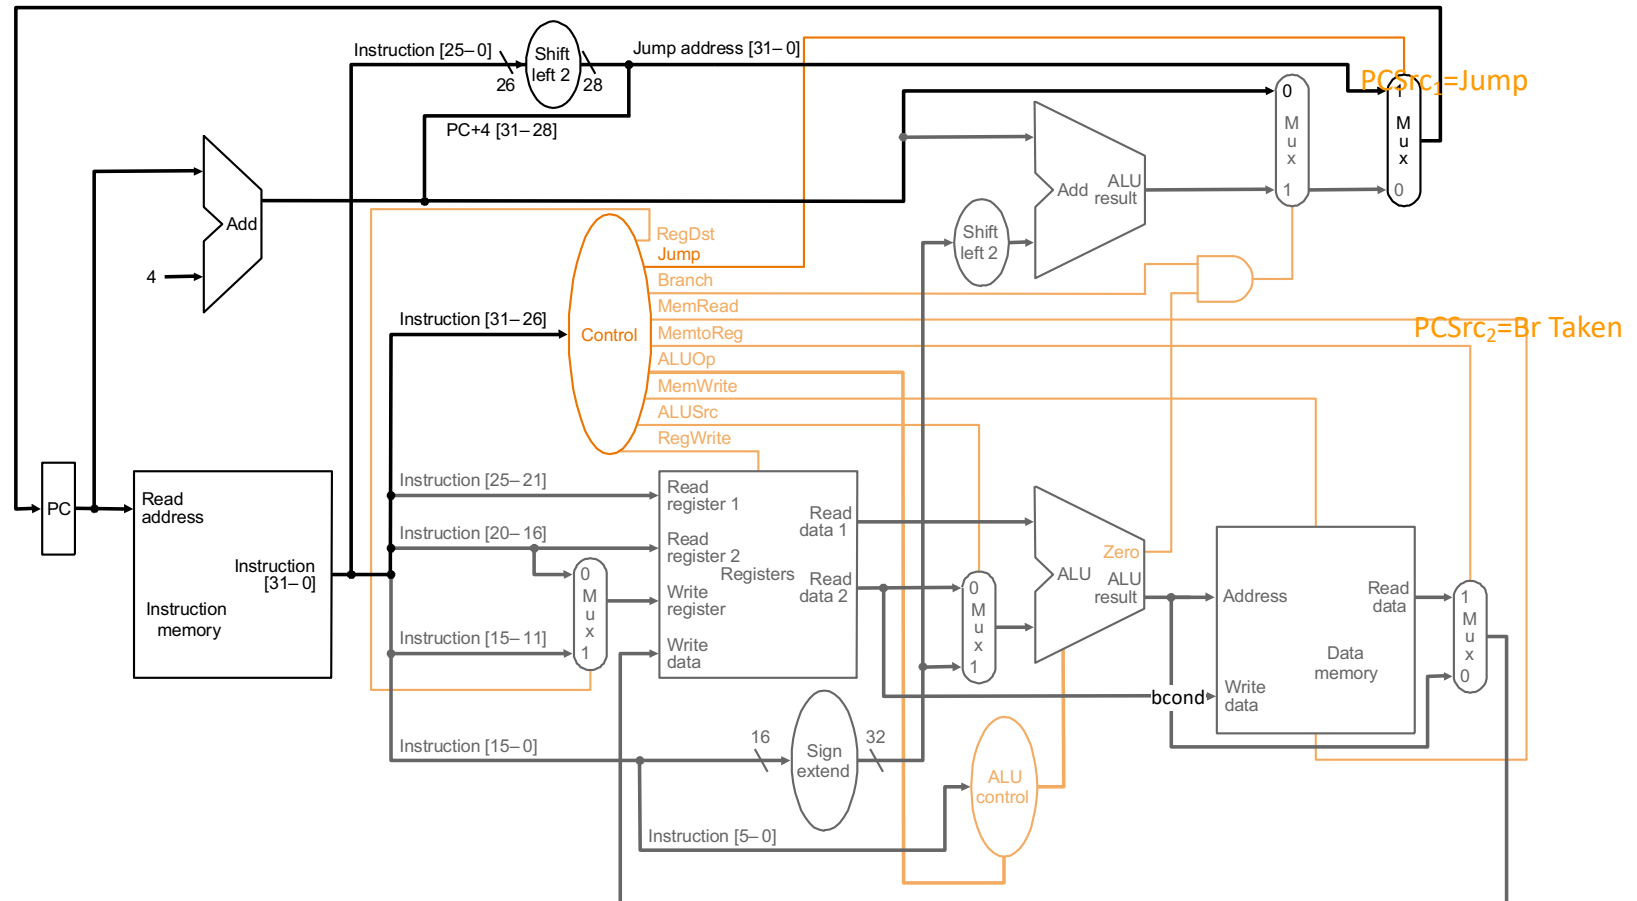 Instruction [25–0]
Shift
left 2
Jump address [31–0]
26
28
PC+4 [31–28]
PCSrc1=Jump
0
M
u
x
1
1
M
u
x
0
Add
ALU
result
Add
4
Shift
left 2
RegDst
Jump
Branch
MemRead
MemtoReg
ALUOp
MemWrite
ALUSrc
RegWrite
Instruction [31–26]
Control
PCSrc2=Br Taken
PC
Read
address
Instruction
[31–0]
Instruction
memory
Instruction [25–21]
Instruction [20–16]
Instruction [15–11]
0
M
u
x
1
Read
register 1
Read
register 2
Write
register
Write
data
Registers
Read
data 1
Read
data 2
0
M
u
x
1
Zero
ALU
ALU
result
Address
Write
data
Read
data
Data
memory
1
M
u
x
0
bcond
Instruction [15–0]
16
Sign
extend
32
ALU
control
Instruction [5–0]